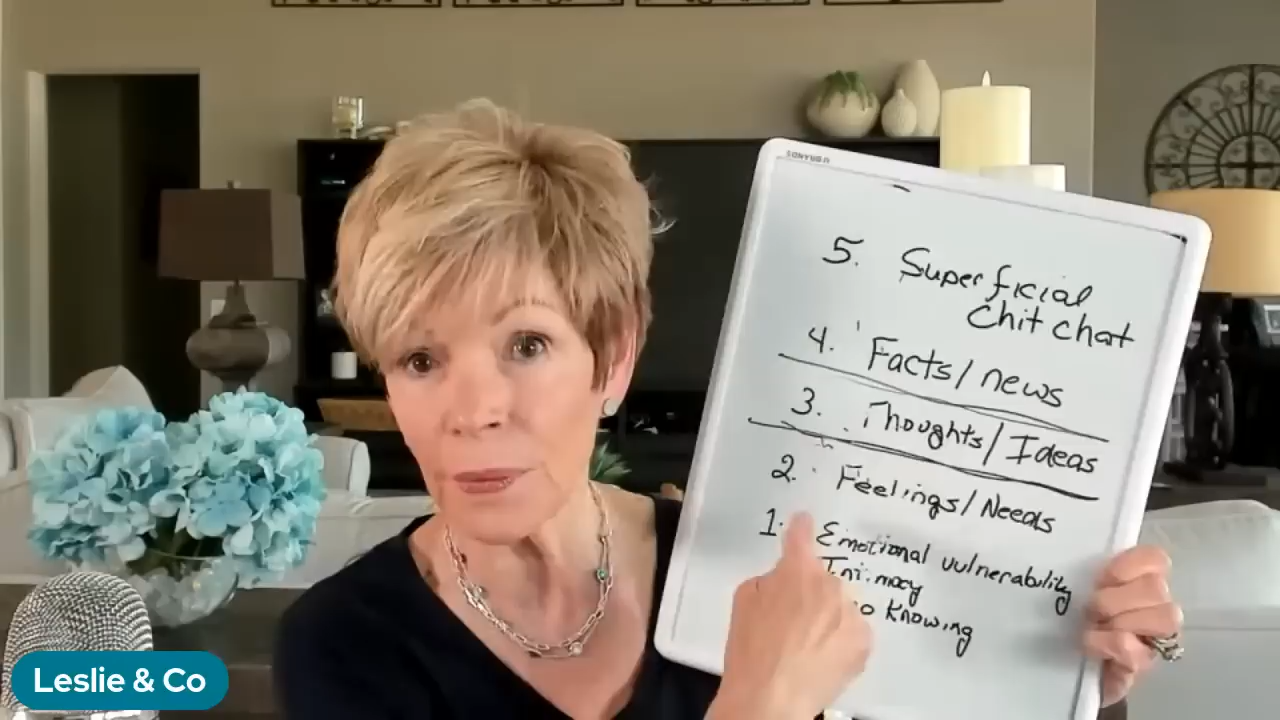 SONYUG.N
5. Superficial
Chit chat
4. Facts/news
3. Thoughts/Ideas
2. Feelings/Needs
1. Emotional vulnerability
Intimacy
Knowing
Leslie & Co